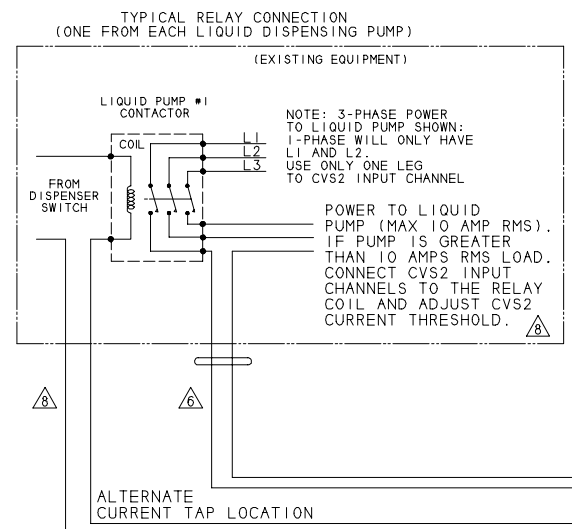 TYPICAL RELAY CONNECTION
(ONE FROM EACH LIQUID DISPENSING PUMP)
(EXISTING EQUIPMENT)
LIQUID PUMP #1
CONTACTOR
COIL
L1
L2
L3
NOTE: 3-PHASE POWER
TO LIQUID PUMP SHOWN:
1-PHASE WILL ONLY HAVE
L1 AND L2.
USE ONLY ONE LEG
TO CVS2 INPUT CHANNEL
FROM
DISPENSER
SWITCH
POWER TO LIQUID
PUMP (MAX 10 AMP RMS).
IF PUMP IS GREATER
THAN 10 AMPS RMS LOAD.
CONNECT CVS2 INPUT
CHANNELS TO THE RELAY
COIL AND ADJUST CVS2
CURRENT THRESHOLD.
8
8
6
ALTERNATE
CURRENT TAP LOCATION